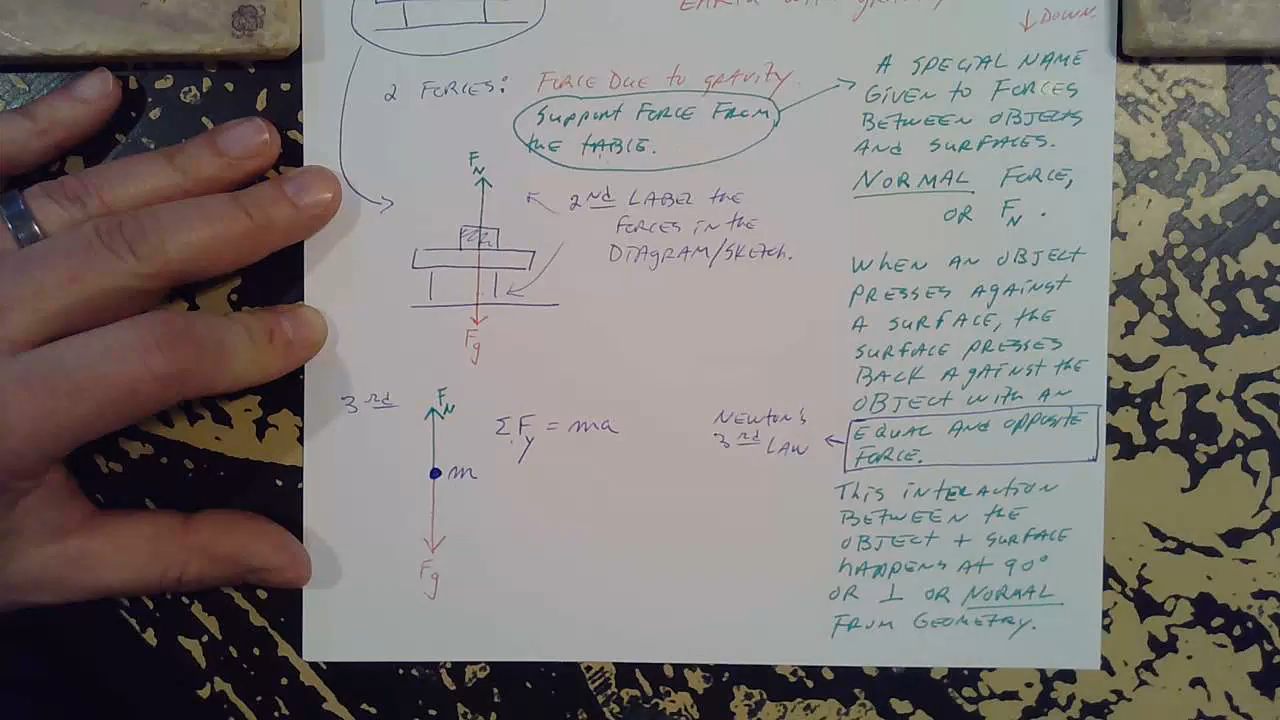 EARTH with gravity
↓ DOWN.
2 FORCES: FORCE DUE to gravity.
SUPPORT FORCE FROM
the tABLE.
A SPECIAL NAME
GIVEN to FORCES
BETWEEN OBJECTS
AND SURFACES.
NORMAL FORCE,
OR FN.
FN
2nd LABEL the
FORCES IN the
DIAgRAM/Sketch.
Fg
WHEN AN OBJECT
PRESSES AGAINST
A SURFACE, the
SURFACE PRESSES
BACK AGAINST the
OBJECT WITH AN
EQUAL AND OPPOSITE
FORCE.
NEWTON'S
3rd LAW
3rd
FN
ΣFy = ma
m
Fg
THIS INTERACTION
BETWEEN the
OBJECT + SURFACE
HAPPENS At 90°
OR ⊥ OR NORMAL
FROM GEOMETRY.